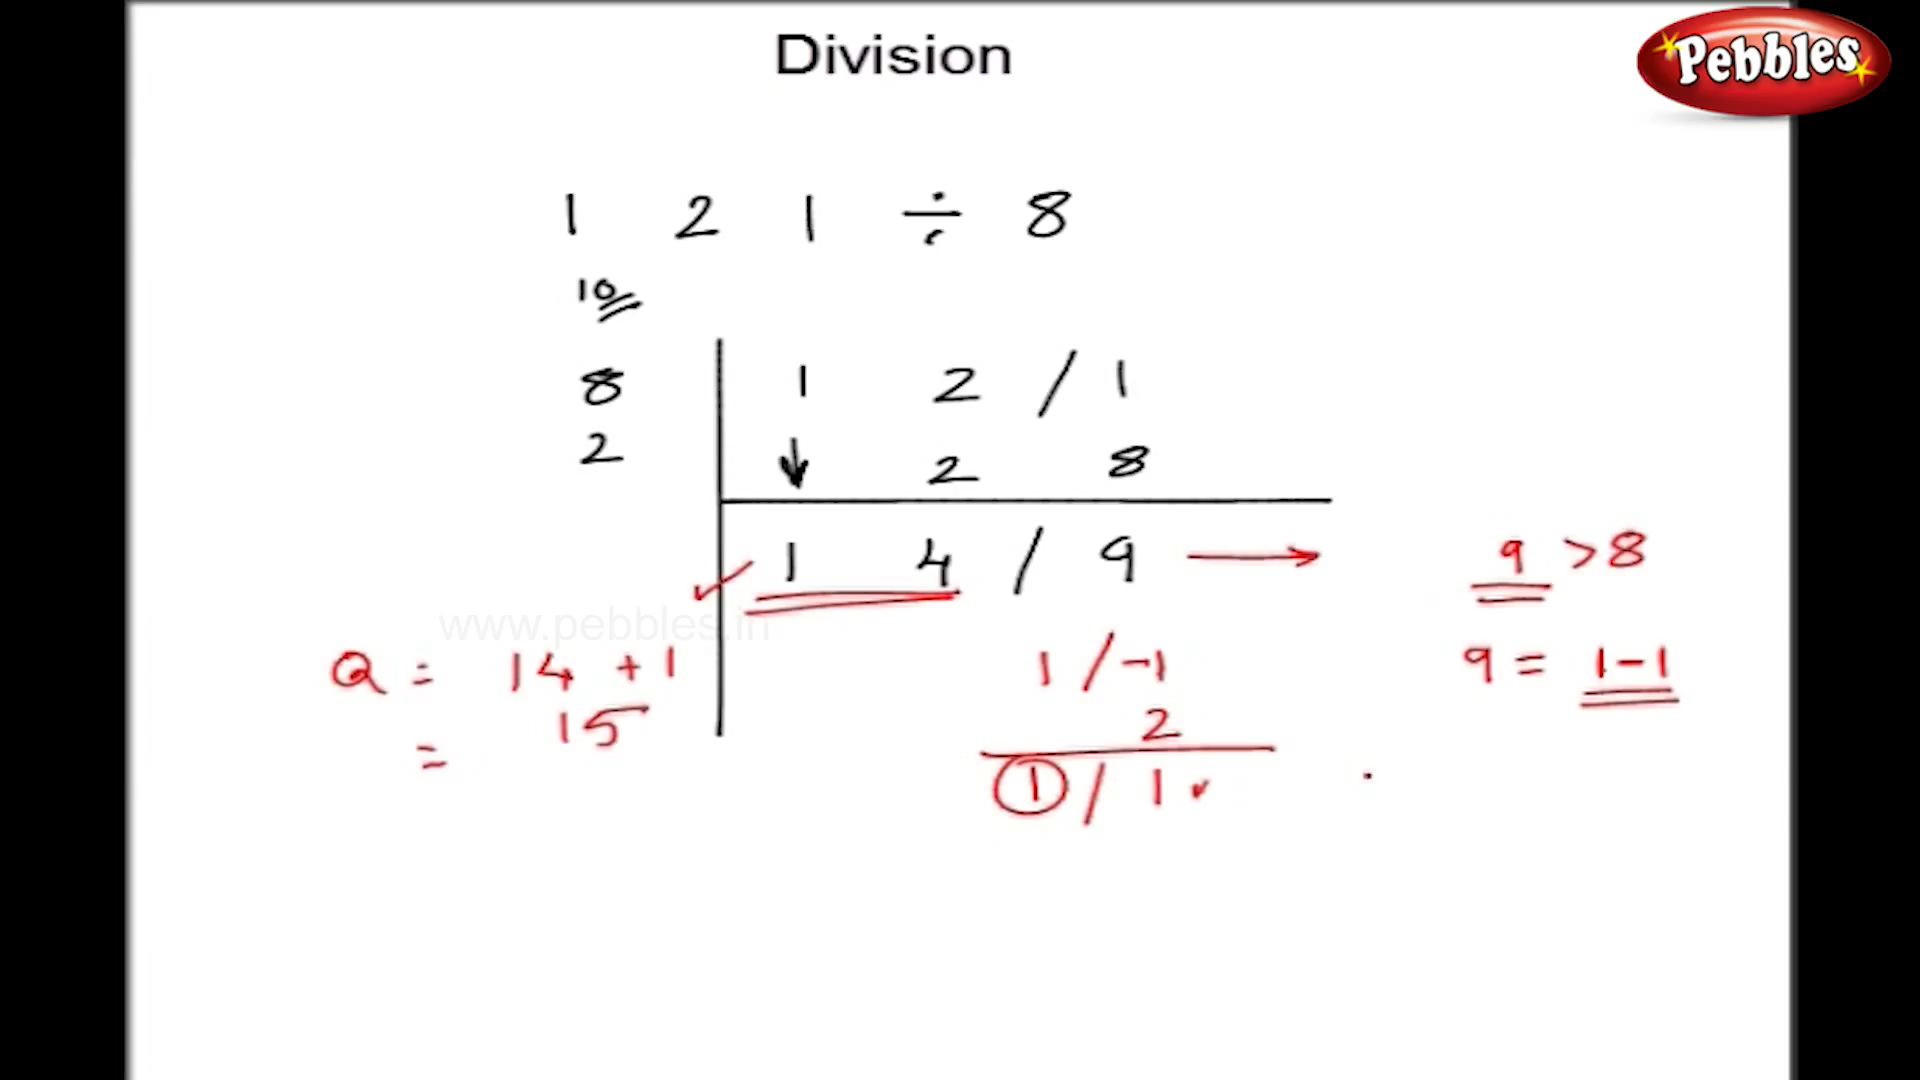 Division
Pebbles
1 2 1 ÷ 8
10
8 1 2 / 1
2 2 8
1 4 / 9 9 > 8
www.pebbles.in
Q = 14 + 1 1 / -1 9 = 1 - 1
= 15 2
1 / 1